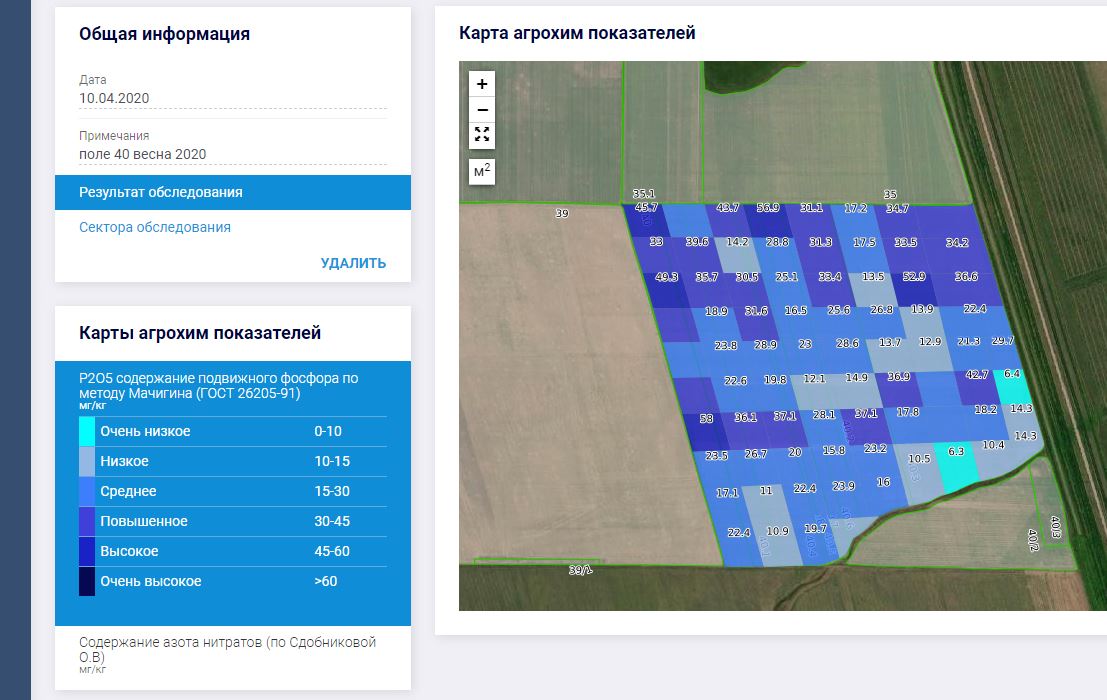 Общая информация
Дата
10.04.2020
Примечания
поле 40 весна 2020
Результат обследования
Сектора обследования
УДАЛИТЬ
Карты агрохим показателей
P2O5 содержание подвижного фосфора по
методу Мачигина (ГОСТ 26205-91)
мг/кг
Очень низкое 0-10
Низкое 10-15
Среднее 15-30
Повышенное 30-45
Высокое 45-60
Очень высокое >60
Содержание азота нитратов (по Сдобниковой
О.В)
мг/кг
Карта агрохим показателей
+
−
м²
35.1 35
39 45.7 43.7 56.9 31.1 17.2 34.7
33 39.6 14.2 28.8 31.3 17.5 33.5 34.2
49.3 35.7 30.5 25.1 33.4 13.5 52.9 36.6
18.9 31.6 16.5 25.6 26.8 13.9 22.4
23.8 28.9 23 28.6 13.7 12.9 21.3 29.7
22.6 19.8 12.1 14.9 36.9 42.7 6.4
58 36.1 37.1 28.1 37.1 17.8 18.2 14.3
23.5 26.7 20 15.8 23.2 10.5 6.3 10.4 14.3
17.1 11 22.4 23.9 16
22.4 10.9 19.7
40/2 40/3
39/1